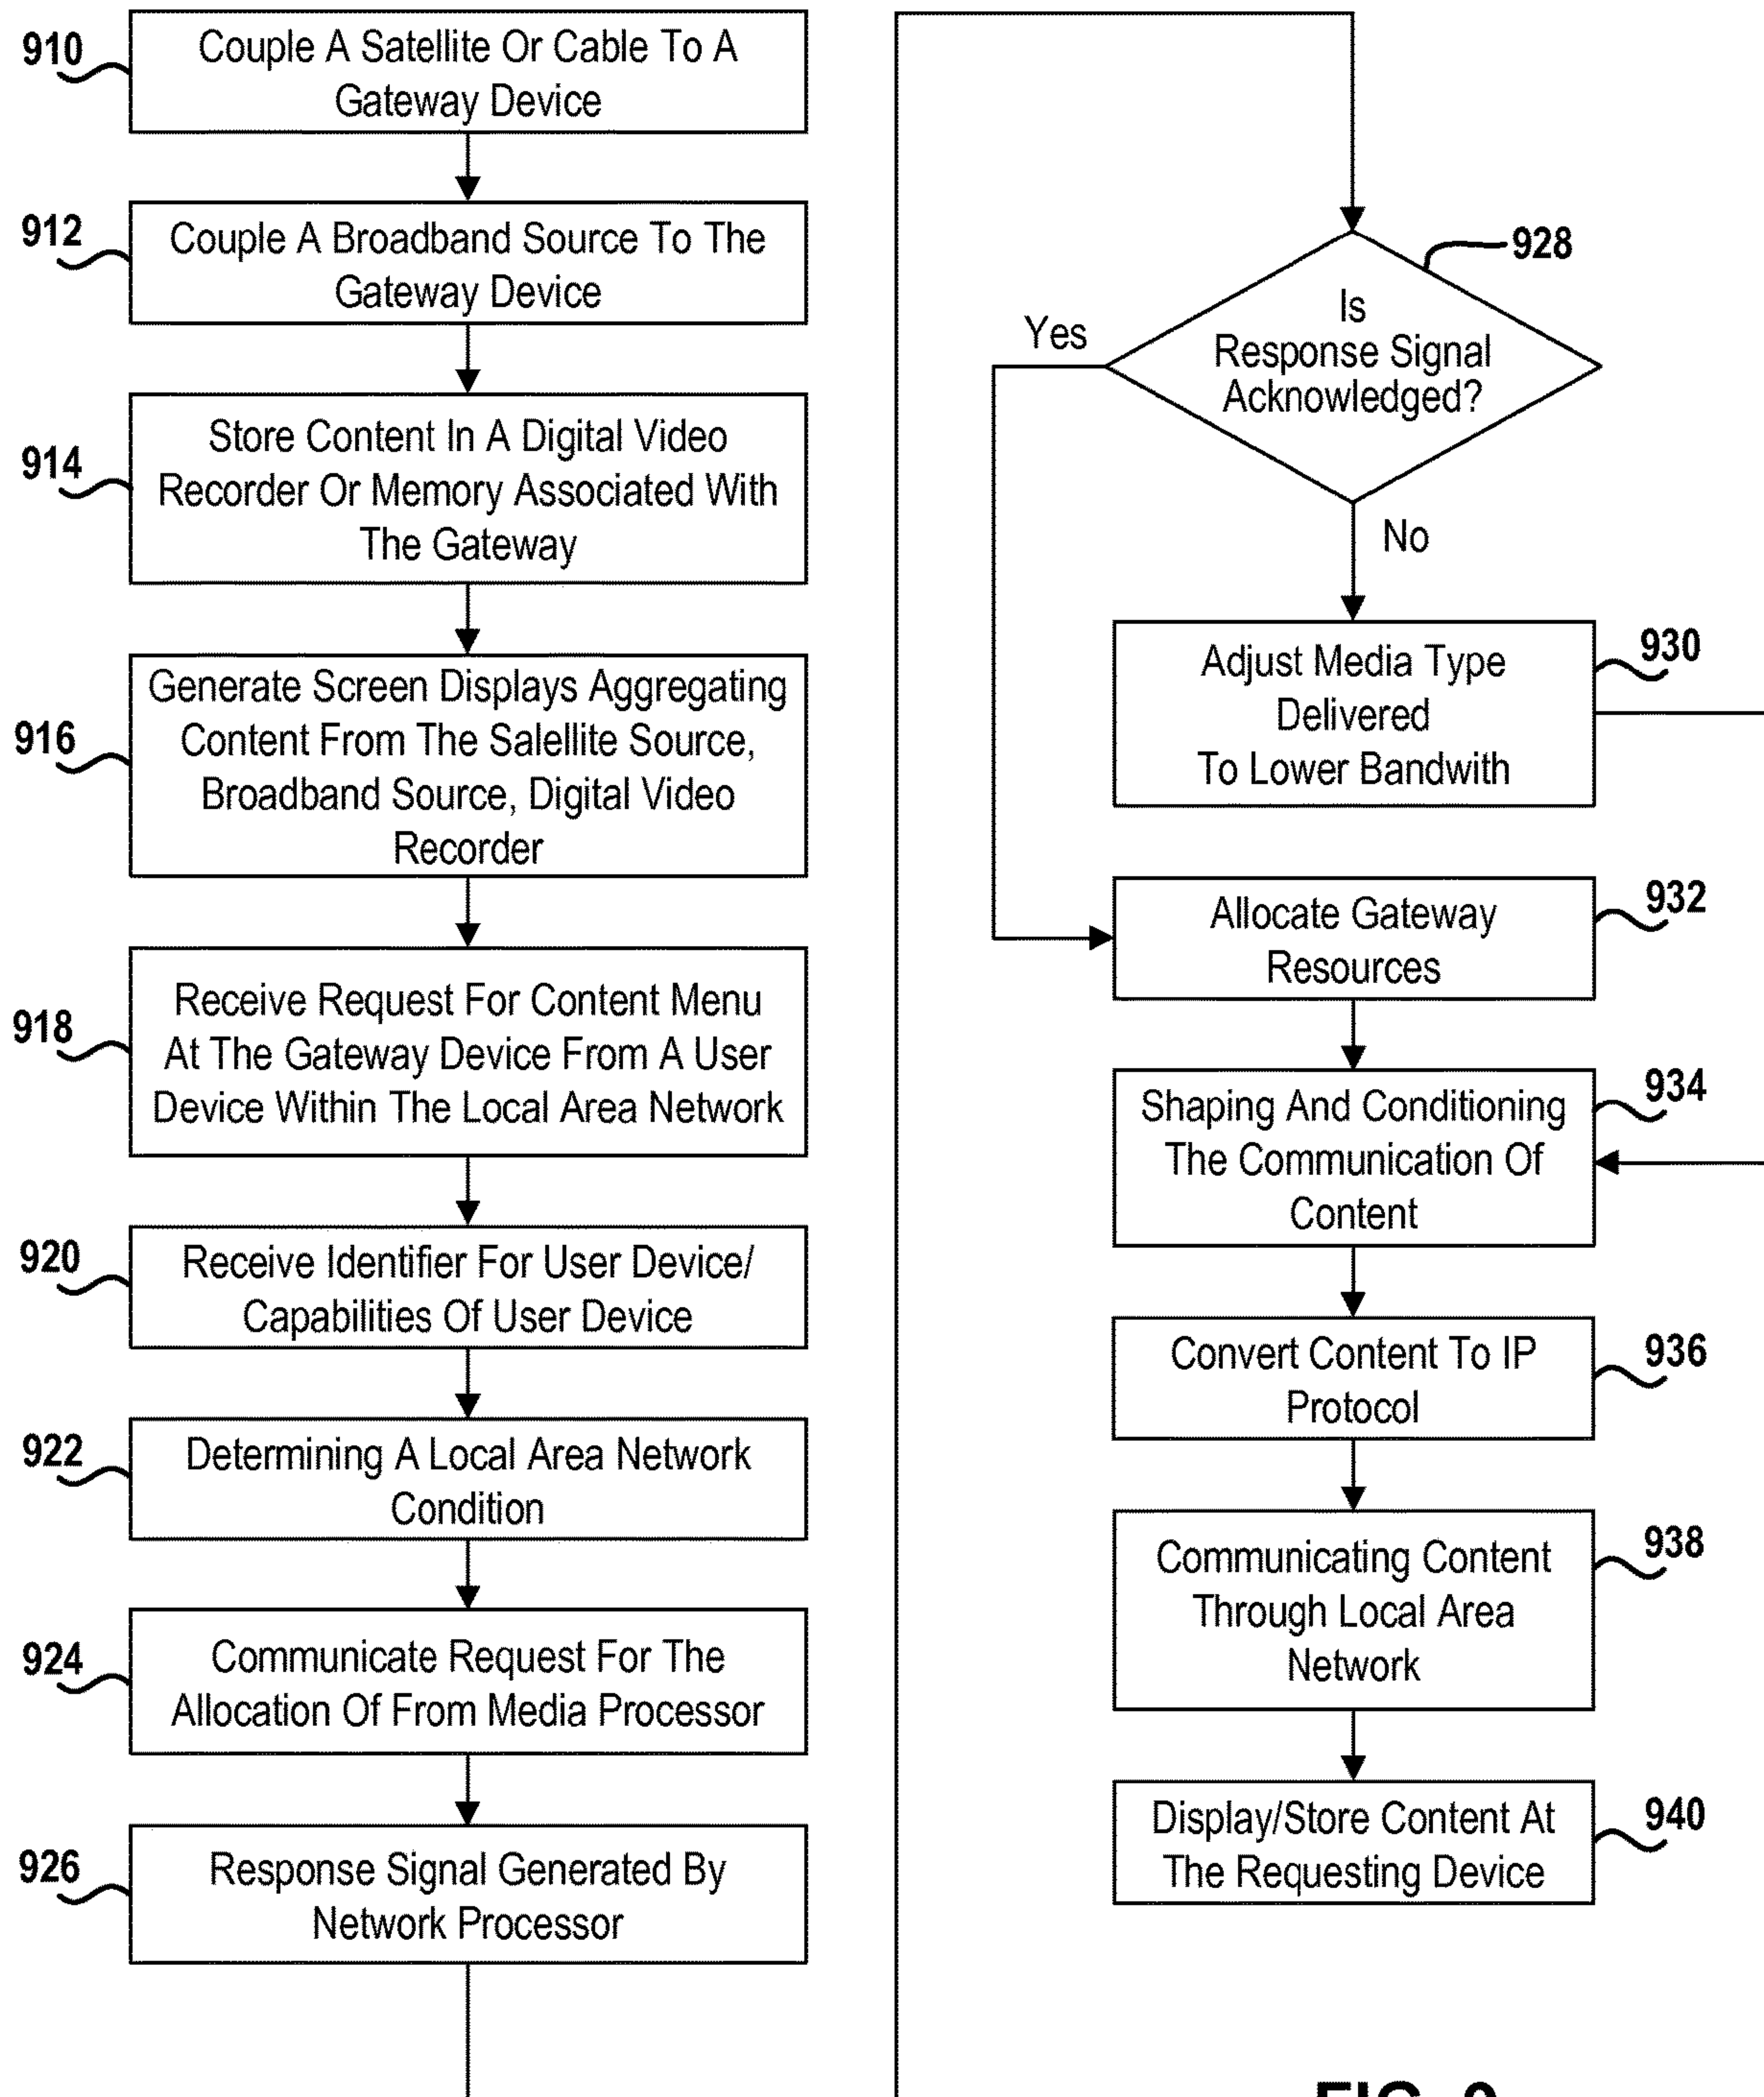 910
Couple A Satellite Or Cable To A
Gateway Device
912
Couple A Broadband Source To The
Gateway Device
914
Store Content In A Digital Video
Recorder Or Memory Associated With
The Gateway
916
Generate Screen Displays Aggregating
Content From The Salellite Source,
Broadband Source, Digital Video
Recorder
918
Receive Request For Content Menu
At The Gateway Device From A User
Device Within The Local Area Network
920
Receive Identifier For User Device/
Capabilities Of User Device
922
Determining A Local Area Network
Condition
924
Communicate Request For The
Allocation Of From Media Processor
926
Response Signal Generated By
Network Processor
928
Is
Response Signal
Acknowledged?
Yes
No
930
Adjust Media Type
Delivered
To Lower Bandwith
932
Allocate Gateway
Resources
934
Shaping And Conditioning
The Communication Of
Content
936
Convert Content To IP
Protocol
938
Communicating Content
Through Local Area
Network
940
Display/Store Content At
The Requesting Device